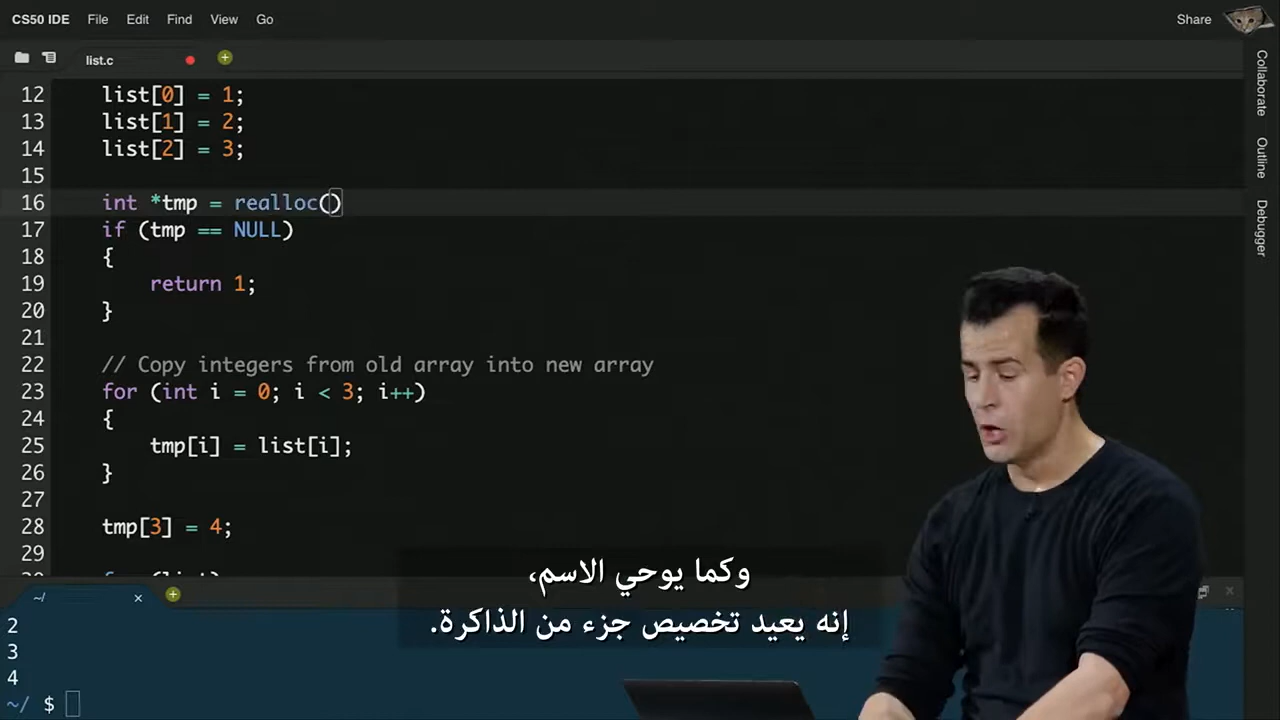 CS50 IDE File Edit Find View Go Share
list.c
12 list[0] = 1;
13 list[1] = 2;
14 list[2] = 3;
15
16 int *tmp = realloc()
17 if (tmp == NULL)
18 {
19 return 1;
20 }
21
22 // Copy integers from old array into new array
23 for (int i = 0; i < 3; i++)
24 {
25 tmp[i] = list[i];
26 }
27
28 tmp[3] = 4;
29
Collaborate
Outline
Debugger
وكما يوحي الاسم،
إنه يعيد تخصيص جزء من الذاكرة.
~/
2
3
4
~/ $